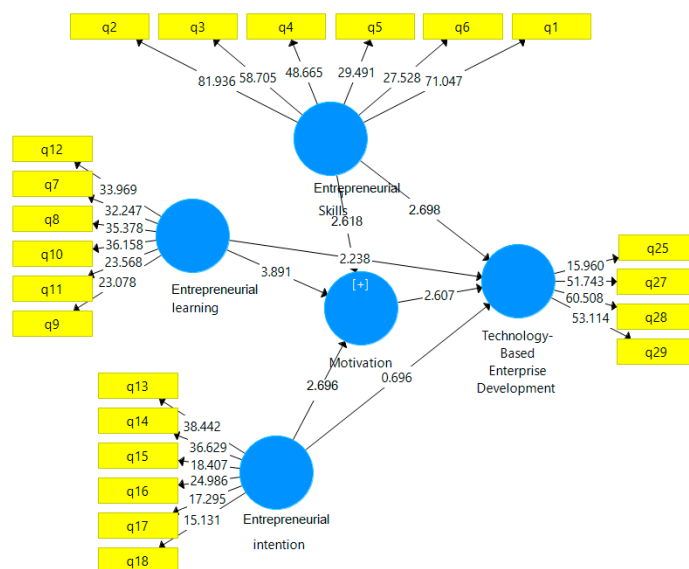 q2 q3 q4 q5 q6 q1
81.936 58.705 48.665 29.491 27.528 71.047
q12
q7
q8
q10
q11
q9
33.969
32.247
35.378
36.158
23.568
23.078
Entrepreneurial
Skills
2.618
2.698
Entrepreneurial
learning
2.238
3.891
[+]
Motivation
2.607
q25
q27
q28
q29
15.960
51.743
60.508
53.114
Technology-
Based
Enterprise
Development
2.696
0.696
q13
q14
q15
q16
q17
q18
38.442
36.629
18.407
24.986
17.295
15.131
Entrepreneurial
intention